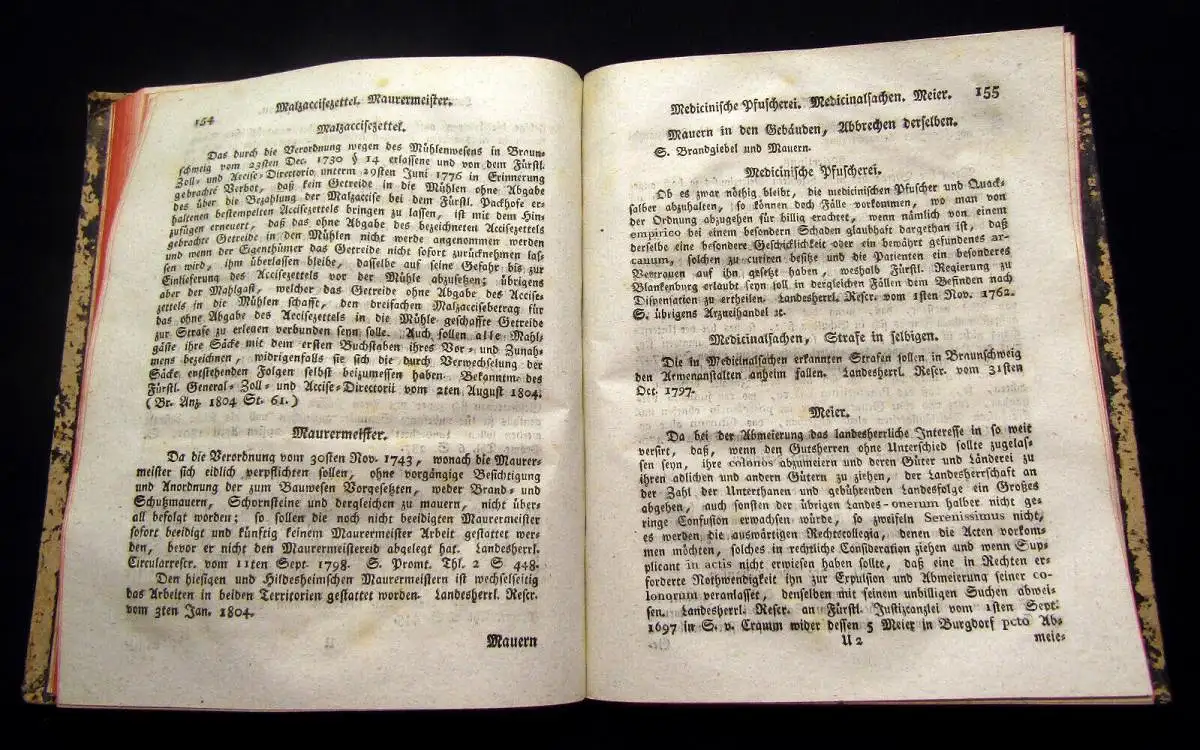 154
Malzaccisezettel. Maurermeister.
Malzaccisezettel.
Das durch die Verordnung wegen des Mühlenwesens in Braun-
schweig vom 23sten Dec. 1730 § 14 erlassene und von dem Fürstl.
Zoll- und Accise-Directorio unterm 29sten Juni 1776 in Erinnerung
gebrachte Verbot, daß kein Getreide in die Mühlen ohne Abgabe
des über die Bezahlung der Malzaccise bei dem Fürstl. Packhofe er-
haltenen bestempelten Accisezettels bringen zu lassen, ist mit dem Hin-
zufügen erneuert, daß das ohne Abgabe des bezeichneten Accisezettels
gebrachte Getreide in den Mühlen nicht werde angenommen werden
und wenn der Eigenthümer das Getreide nicht sofort zurücknehmen las-
sen wird, ihm überlassen bleibe, dasselbe auf seine Gefahr bis zur
Einlieferung des Accisezettels vor der Mühle abzusetzen; übrigens
aber der Mahlgast, welcher das Getreide ohne Abgabe des Accise-
zettels in die Mühlen schafft, den dreifachen Malzaccisebetrag für
das ohne Abgabe des Accisezettels in die Mühle geschaffte Getreide
zur Strafe zu erlegen verbunden seyn solle. Auch sollen alle Mahl-
gäste ihre Säcke mit dem ersten Buchstaben ihres Vor- und Zunah-
mens bezeichnen, widrigenfalls sie sich die durch Verwechselung der
Säcke entstehenden Folgen selbst beizumessen haben. Bekanntm. des
Fürstl. General-Zoll- und Accise-Directorii vom 2ten August 1804.
(Br. Anz. 1804 St. 61.)
Maurermeister.
Da die Verordnung vom 30sten Nov. 1743, wonach die Maurer-
meister sich eidlich verpflichten sollen, ohne vorgängige Besichtigung
und Anordnung der zum Bauwesen Vorgesetzten, weder Brand- und
Schußmauern, Schornsteine und dergleichen zu mauern, nicht über-
all befolgt worden; so sollen die noch nicht beeidigten Maurermeister
sofort beeidigt und künftig keinem Maurermeister Arbeit gestattet wer-
den, bevor er nicht den Maurermeistereid abgelegt hat. Landesherrl.
Circularrescr. vom 11ten Sept. 1798. S. Promt. Thl. 2 S 448.
Den hiesigen und Hildesheimschen Maurermeistern ist wechselseitig
das Arbeiten in beiden Territorien gestattet worden. Landesherrl. Rescr.
vom 3ten Jan. 1804.
Mauern
Medicinische Pfuscherei. Medicinalsachen. Meier. 155
Mauern in den Gebäuden, Abbrechen derselben.
S. Brandgiebel und Mauern.
Medicinische Pfuscherei.
Ob es zwar nöthig bleibt, die medicinischen Pfuscher und Quack-
salber abzuhalten, so können doch Fälle vorkommen, wo man von
der Ordnung abzugehen für billig erachtet, wenn nämlich von einem
empirico bei einem besondern Schaden glaubhaft dargethan ist, daß
derselbe eine besondere Geschicklichkeit oder ein bewährt gefundenes ar-
canum, solchen zu curiren besitze und die Patienten ein besonderes
Vertrauen auf ihn gesetzt haben, weshalb Fürstl. Regierung zu
Blankenburg erlaubt seyn soll in dergleichen Fällen dem Befinden nach
Dispensation zu ertheilen. Landesherrl. Rescr. vom 1sten Nov. 1762.
S. übrigens Arzneihandel ꝛc.
Medicinalsachen, Strafe in selbigen.
Die in Medicinalsachen erkannten Strafen sollen in Braunschweig
den Armenanstalten anheim fallen. Landesherrl. Rescr. vom 31sten
Oct. 1797.
Meier.
Da bei der Abmeierung das landesherrliche Interesse in so weit
versirt, daß, wenn den Gutsherren ohne Unterschied sollte zugelas-
sen seyn, ihre colonos abzumeiern und deren Güter und Länderei zu
ihren adlichen und andern Gütern zu ziehen, der Landesherrschaft an
der Zahl der Unterthanen und gebührenden Landesfolge ein Großes
abgehen, auch sonsten der übrigen Landes-onerum halber nicht ge-
ringe Confusion erwachsen würde, so zweifeln Serenissimus nicht,
es werden die auswärtigen Rechtscollegia, denen die Acten vorkom-
men möchten, solches in rechtliche Consideration ziehen und wenn Sup-
plicant in actis nicht erwiesen haben sollte, daß eine in Rechten er-
forderte Nothwendigkeit ihn zur Expulsion und Abmeierung seiner co-
lonorum veranlasset, denselben mit seinem unbilligen Suchen abwei-
sen. Landesherrl. Rescr. an Fürstl. Justizcanzlei vom 1sten Sept.
1697 in S. v. Cramm wider dessen 5 Meier in Burgdorf pcto Ab-
U 2
meie-